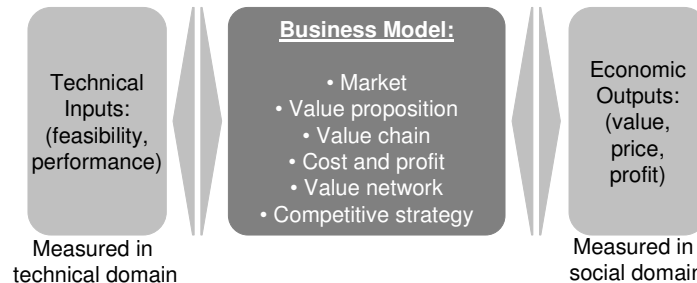 Technical
Inputs:
(feasibility,
performance)
Measured in
technical domain
Business Model:
• Market
• Value proposition
• Value chain
• Cost and profit
• Value network
• Competitive strategy
Economic
Outputs:
(value,
price,
profit)
Measured in
social domain